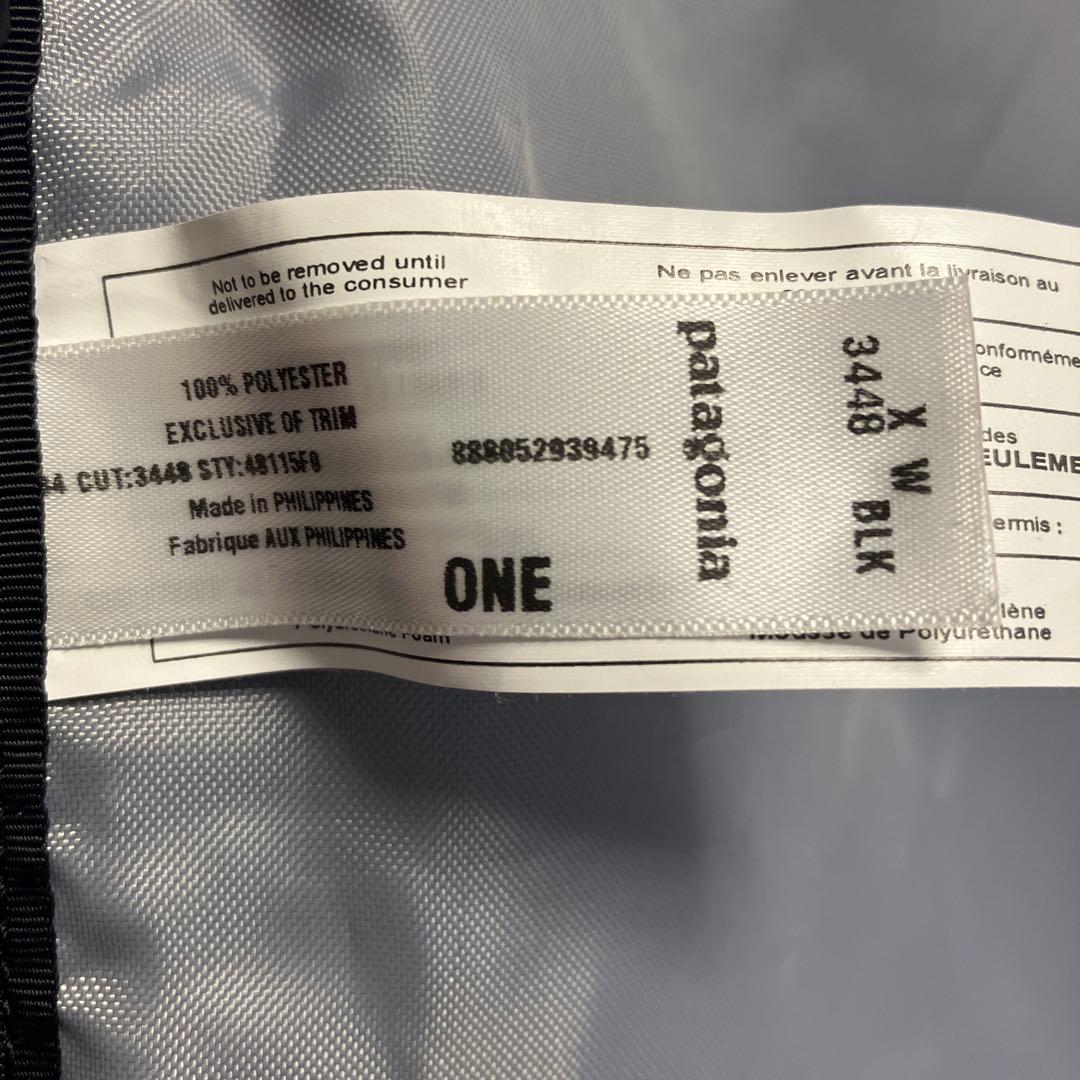 Not to be removed until
delivered to the consumer
Ne pas enlever avant la livraison au
100% POLYESTER
EXCLUSIVE OF TRIM
CUT:3448 STY:48115F0
Made in PHILIPPINES
Fabrique AUX PHILIPPINES
888052939475
ONE
patagonia
3448 BLK
X W
onforméme
ce
des
EULEME
ermis :
lène
Foam
Mousse de Polyuréthane